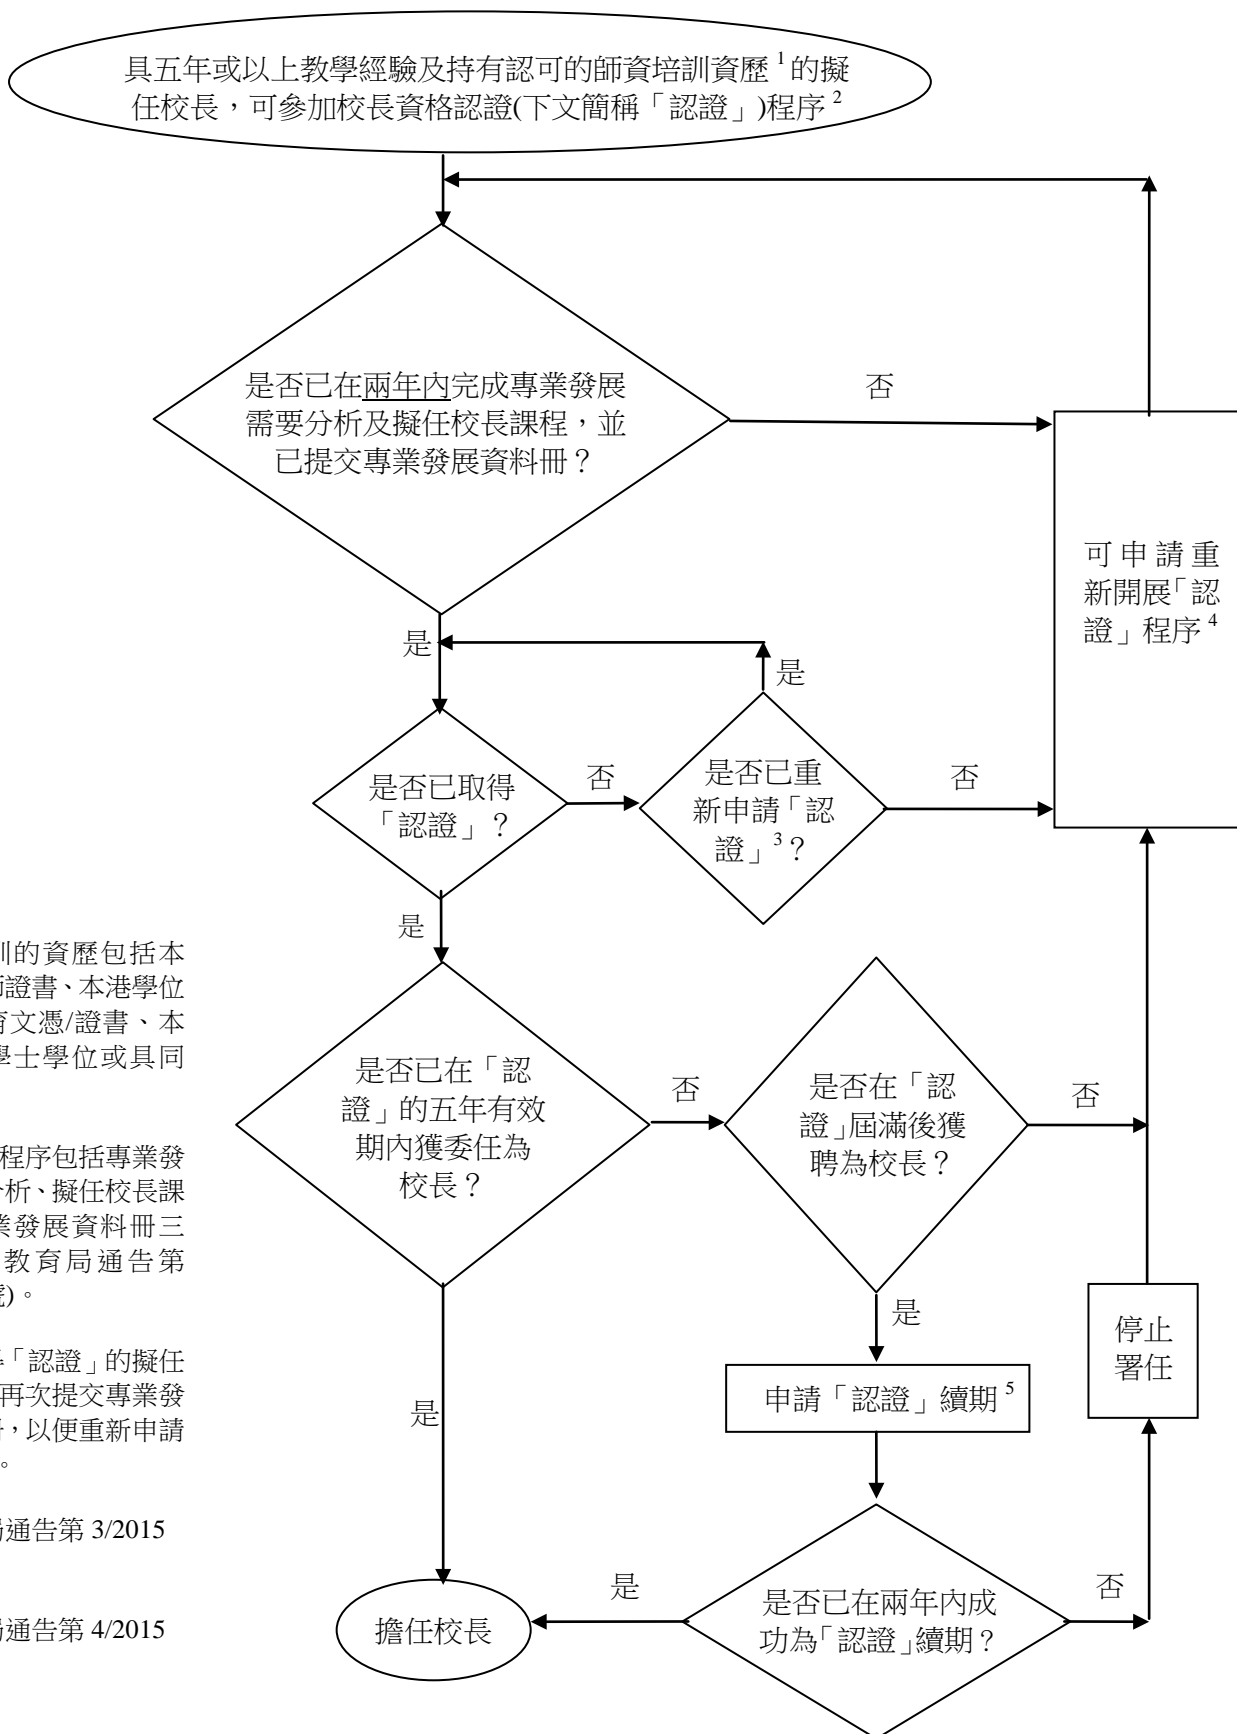 具五年或以上教學經驗及持有認可的師資培訓資歷 1 的擬
任校長，可參加校長資格認證(下文簡稱「認證」)程序 2
是否已在兩年內完成專業發展
需要分析及擬任校長課程，並
已提交專業發展資料冊？
否
可申請重
新開展「認
證」程序 4
是
是
是否已取得
「認證」？
否
是否已重
新申請「認
證」3？
否
是
訓的資歷包括本
師證書、本港學位
育文憑/證書、本
學士學位或具同
程序包括專業發
分析、擬任校長課
業發展資料冊三
教育局通告第
號)。
「認證」的擬任
再次提交專業發
冊，以便重新申請
。
局通告第 3/2015
局通告第 4/2015
是否已在「認
證」的五年有效
期內獲委任為
校長？
否
是否在「認
證」屆滿後獲
聘為校長？
否
是
申請「認證」續期 5
停止
署任
是
是否已在兩年內成
功為「認證」續期？
是
否
擔任校長